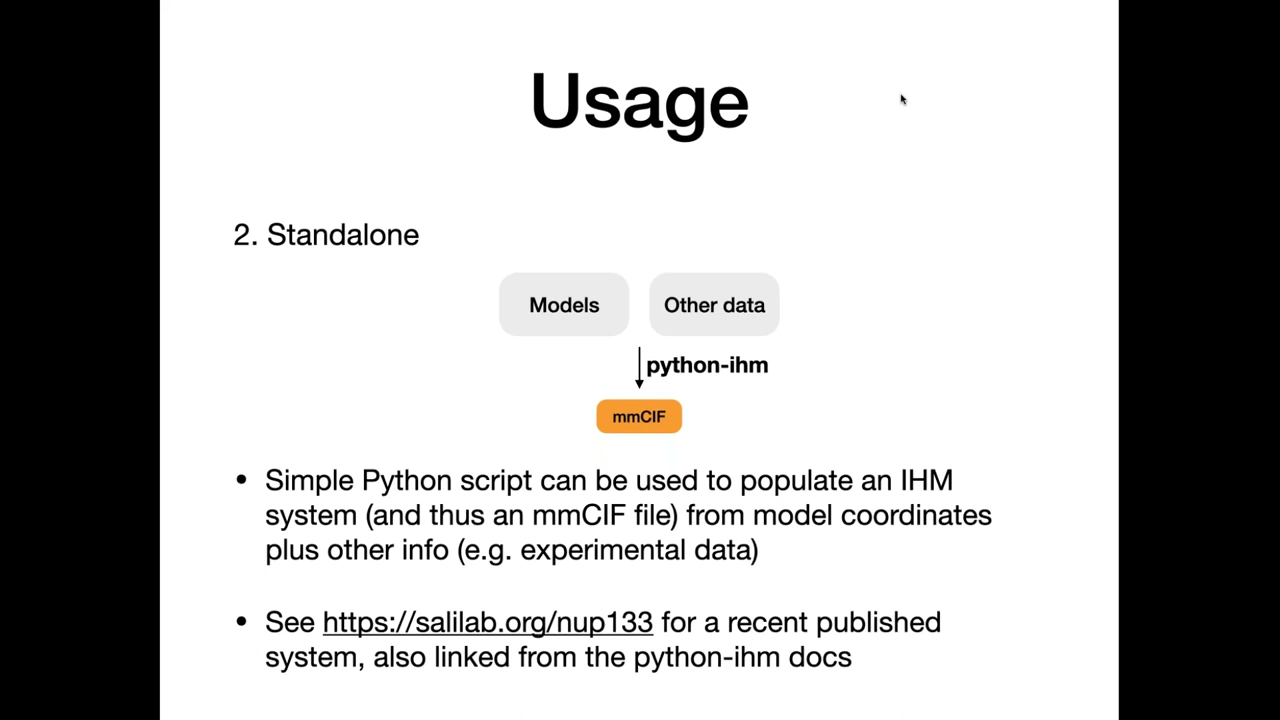 Usage
2. Standalone
Models
Other data
python-ihm
mmCIF
• Simple Python script can be used to populate an IHM
system (and thus an mmCIF file) from model coordinates
plus other info (e.g. experimental data)
• See https://salilab.org/nup133 for a recent published
system, also linked from the python-ihm docs